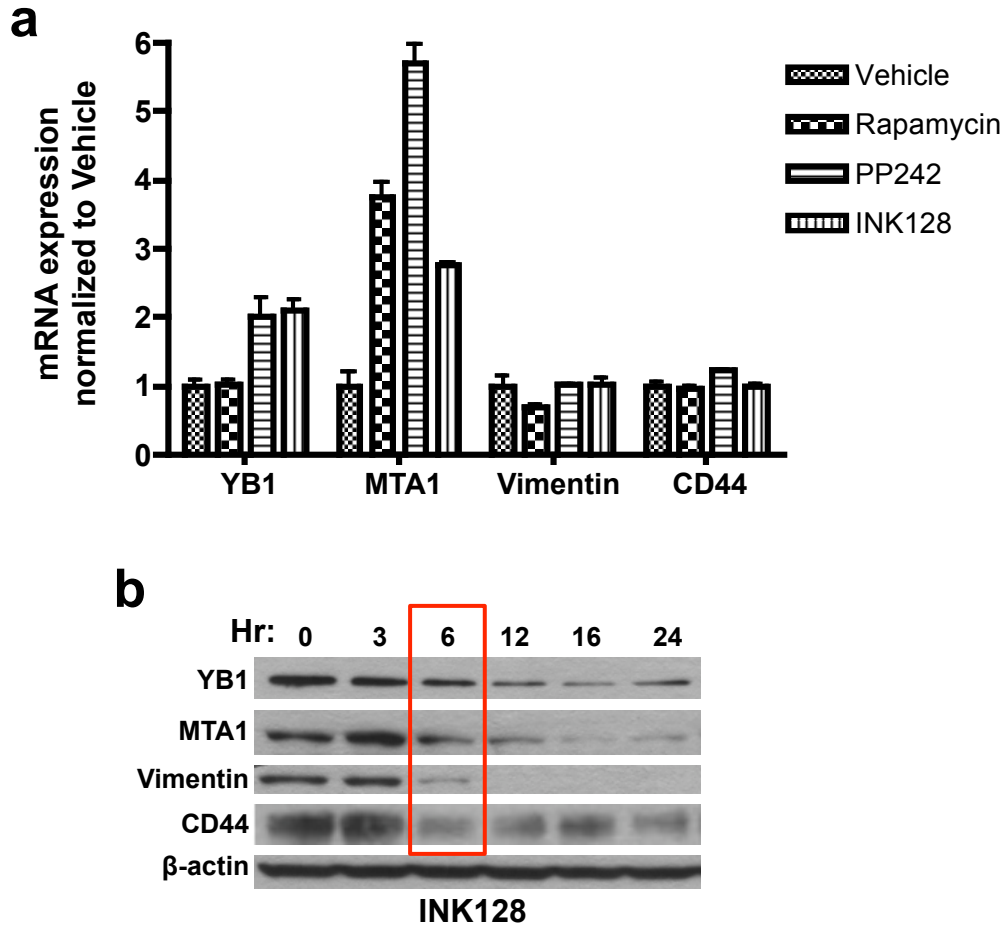 a
mRNA expression
normalized to Vehicle
6
5
4
3
2
1
0
YB1 MTA1 Vimentin CD44
Vehicle
Rapamycin
PP242
INK128
b
Hr: 0 3 6 12 16 24
YB1
MTA1
Vimentin
CD44
β-actin
INK128